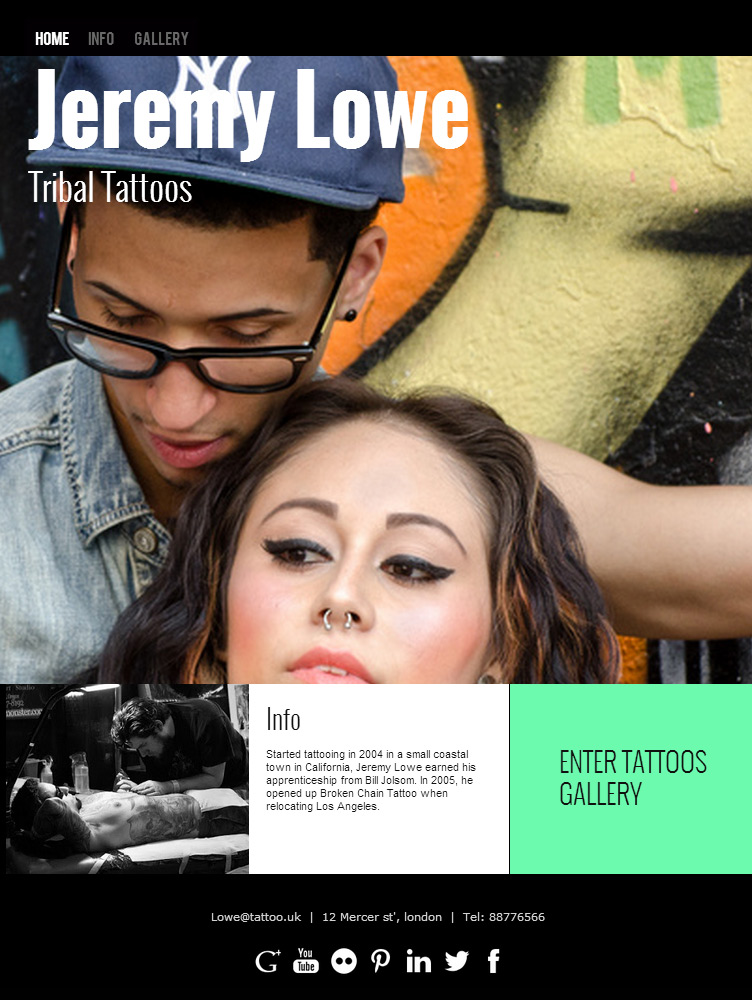 HOME INFO GALLERY
NY
Jeremy Lowe
Tribal Tattoos
Info
Started tattooing in 2004 in a small coastal
town in California, Jeremy Lowe earned his
apprenticeship from Bill Jolsom. In 2005, he
opened up Broken Chain Tattoo when
relocating Los Angeles.
ENTER TATTOOS
GALLERY
Lowe@tattoo.uk | 12 Mercer st', london | Tel: 88776566
G+ You Tube in f